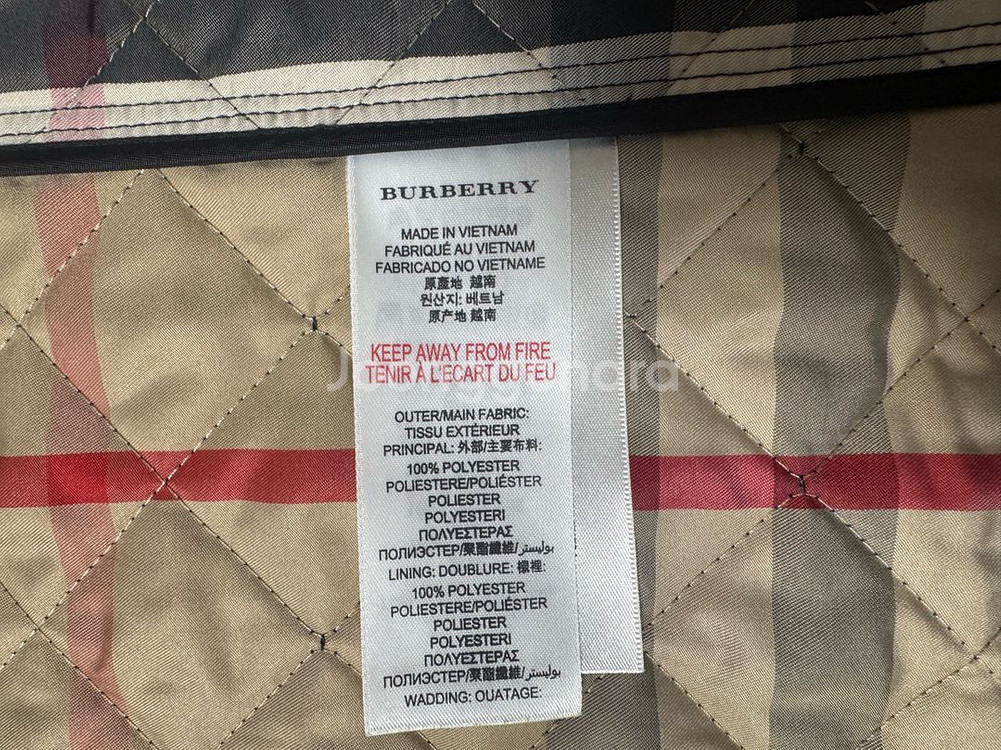 BURBERRY
MADE IN VIETNAM
FABRIQUÉ AU VIETNAM
FABRICADO NO VIETNAME
原產地 越南
원산지: 베트남
原产地 越南
KEEP AWAY FROM FIRE
TENIR À L'ÉCART DU FEU
OUTER/MAIN FABRIC:
TISSU EXTÉRIEUR
PRINCIPAL: 外部/主要布料:
100% POLYESTER
POLIESTERE/POLIÉSTER
POLIESTER
POLYESTERI
ΠΟΛΥΕΣΤΕΡΑΣ
ПОЛИЭСТЕР/聚酯纖維/بوليستر
LINING: DOUBLURE: 襯裡:
100% POLYESTER
POLIESTERE/POLIÉSTER
POLIESTER
POLYESTERI
ΠΟΛΥΕΣΤΕΡΑΣ
ПОЛИЭСТЕР/聚酯纖維/بوليستر
WADDING: OUATAGE: